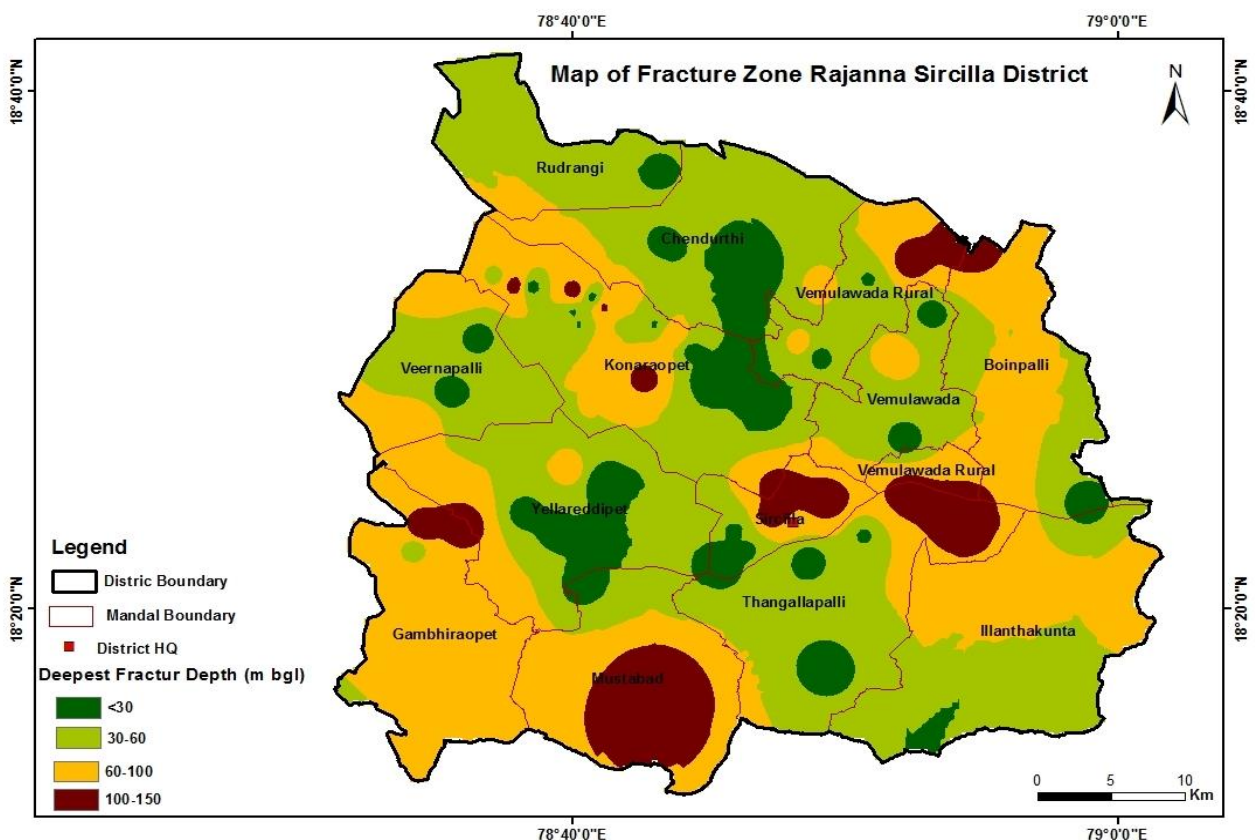 78°40'0"E
79°0'0"E
Map of Fracture Zone Rajanna Sircilla District
N
18°40'0"N
18°40'0"N
Rudrangi
Chendurthi
Vemulawada Rural
Veernapalli
Konaraopet
Boinpalli
Vemulawada
Vemulawada Rural
Yellareddipet
Sircilla
Thangallapalli
Gambhiraopet
Illanthakunta
Mustabad
18°20'0"N
18°20'0"N
Legend
Distric Boundary
Mandal Boundary
District HQ
Deepest Fractur Depth (m bgl)
<30
30-60
60-100
100-150
0 5 10
Km
78°40'0"E
79°0'0"E